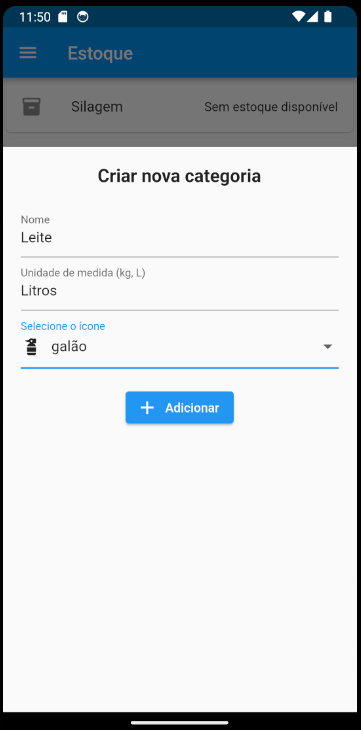 11:50
Estoque
Silagem Sem estoque disponível
Criar nova categoria
Nome
Leite
Unidade de medida (kg, L)
Litros
Selecione o ícone
galão
Adicionar